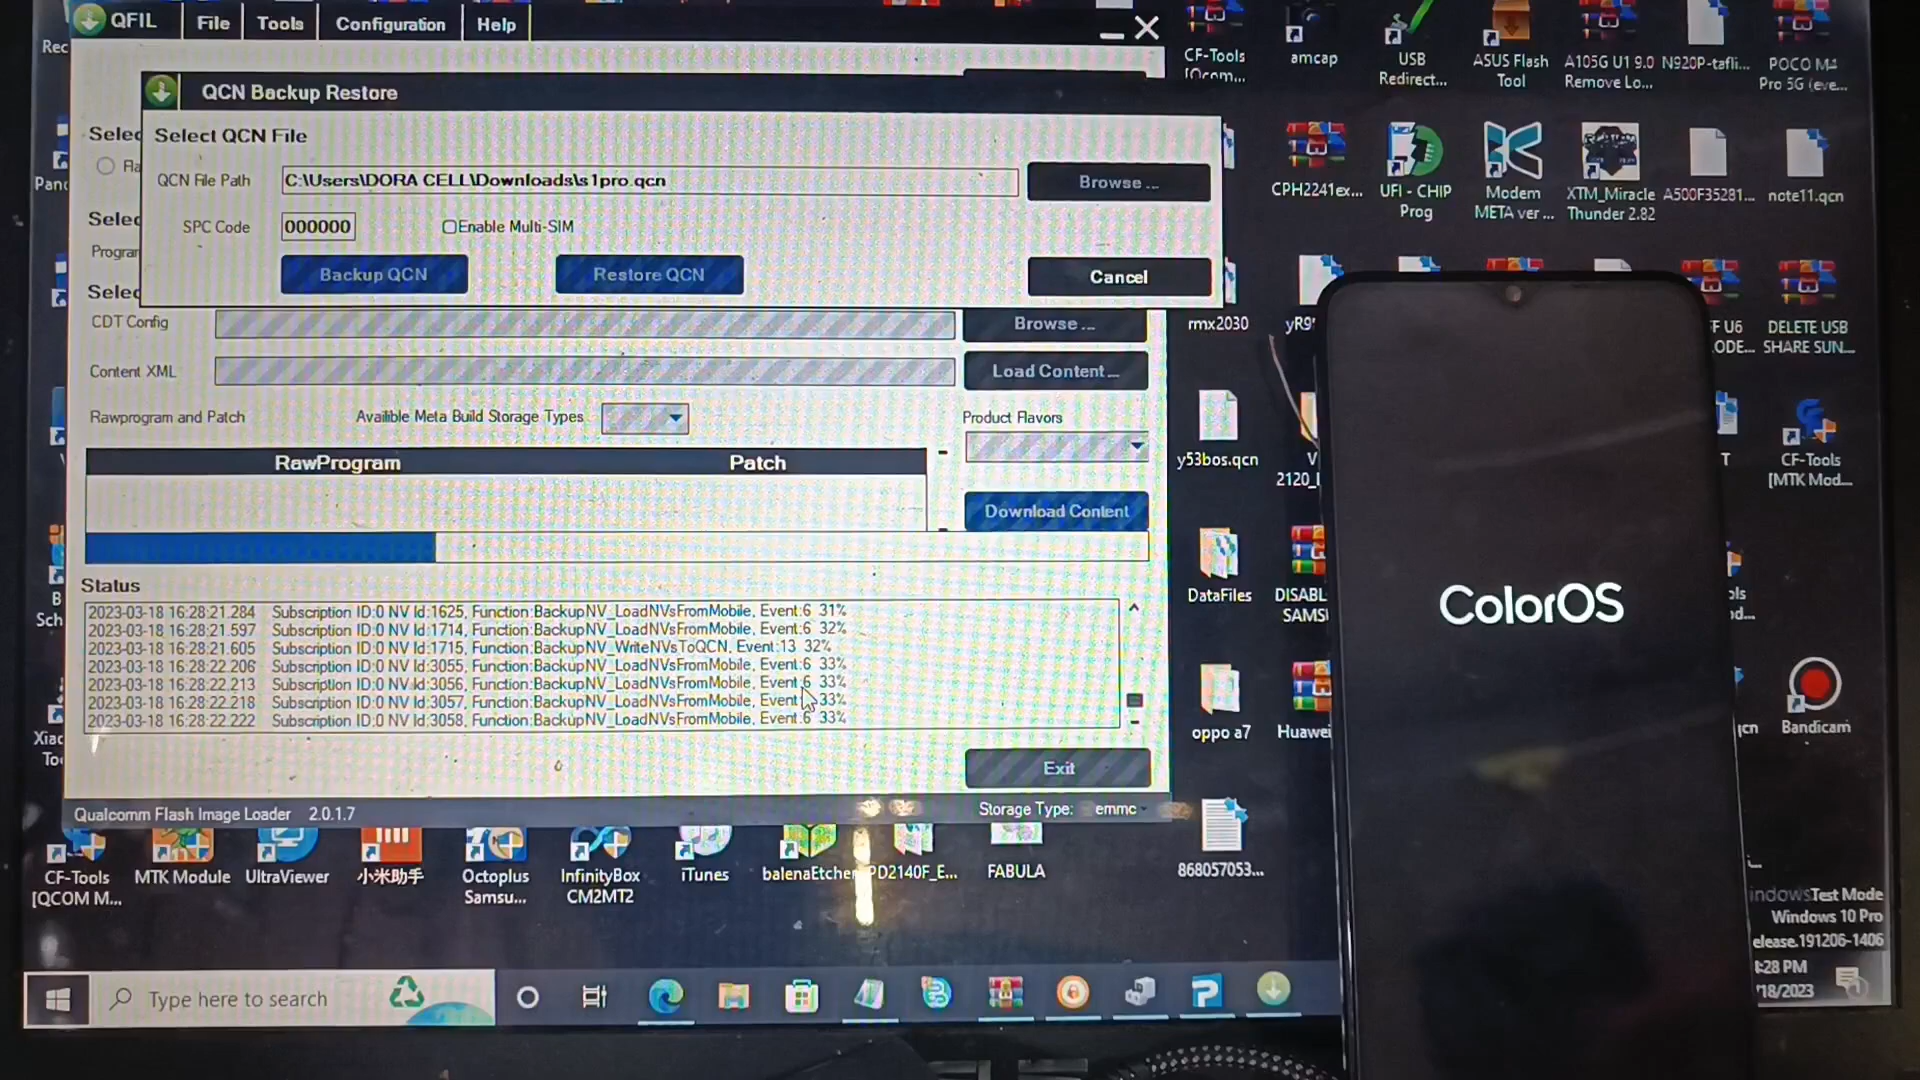 QFIL
File
Tools
Configuration
Help
QCN Backup Restore
Select QCN File
QCN File Path
C:\Users\DORA CELL\Downloads\s1pro.qcn
Browse ...
SPC Code
000000
Enable Multi-SIM
Backup QCN
Restore QCN
Cancel
CDT Config
Browse ...
Content XML
Load Content ...
Rawprogram and Patch
Availible Meta Build Storage Types
Product Flavors
RawProgram
Patch
Download Content
Status
2023-03-18 16:28:21.284 Subscription ID:0 NV Id:1625, Function:BackupNV_LoadNVsFromMobile, Event:6 31%
2023-03-18 16:28:21.597 Subscription ID:0 NV Id:1714, Function:BackupNV_LoadNVsFromMobile, Event:6 32%
2023-03-18 16:28:21.605 Subscription ID:0 NV Id:1715, Function:BackupNV_WriteNVsToQCN, Event:13 32%
2023-03-18 16:28:22.206 Subscription ID:0 NV Id:3055, Function:BackupNV_LoadNVsFromMobile, Event:6 33%
2023-03-18 16:28:22.213 Subscription ID:0 NV Id:3056, Function:BackupNV_LoadNVsFromMobile, Event:6 33%
2023-03-18 16:28:22.218 Subscription ID:0 NV Id:3057, Function:BackupNV_LoadNVsFromMobile, Event 33%
2023-03-18 16:28:22.222 Subscription ID:0 NV Id:3058, Function:BackupNV_LoadNVsFromMobile, Event:6 33%
Exit
Qualcomm Flash Image Loader 2.0.1.7
Storage Type: emmc
CF-Tools
[Qcom...
amcap
USB
Redirect...
ASUS Flash
Tool
A105G U1 9.0
Remove Lo...
N920P-tafli...
POCO M4
Pro 5G (eve...
CPH2241ex...
UFI - CHIP
Prog
Modem
META ver ...
XTM_Miracle
Thunder 2.82
A500F35281...
note11.qcn
rmx2030
DELETE USB
SHARE SUN...
y53bos.qcn
CF-Tools
[MTK Mod...
DataFiles
oppo a7
Huawei
Bandicam
868057053...
ColorOS
CF-Tools
[QCOM M...
MTK Module
UltraViewer
小米助手
Octoplus
Samsu...
InfinityBox
CM2MT2
iTunes
balenaEtcher
PD2140F_E...
FABULA
Test Mode
Windows 10 Pro
elease.191206-1406
:28 PM
/18/2023
Type here to search